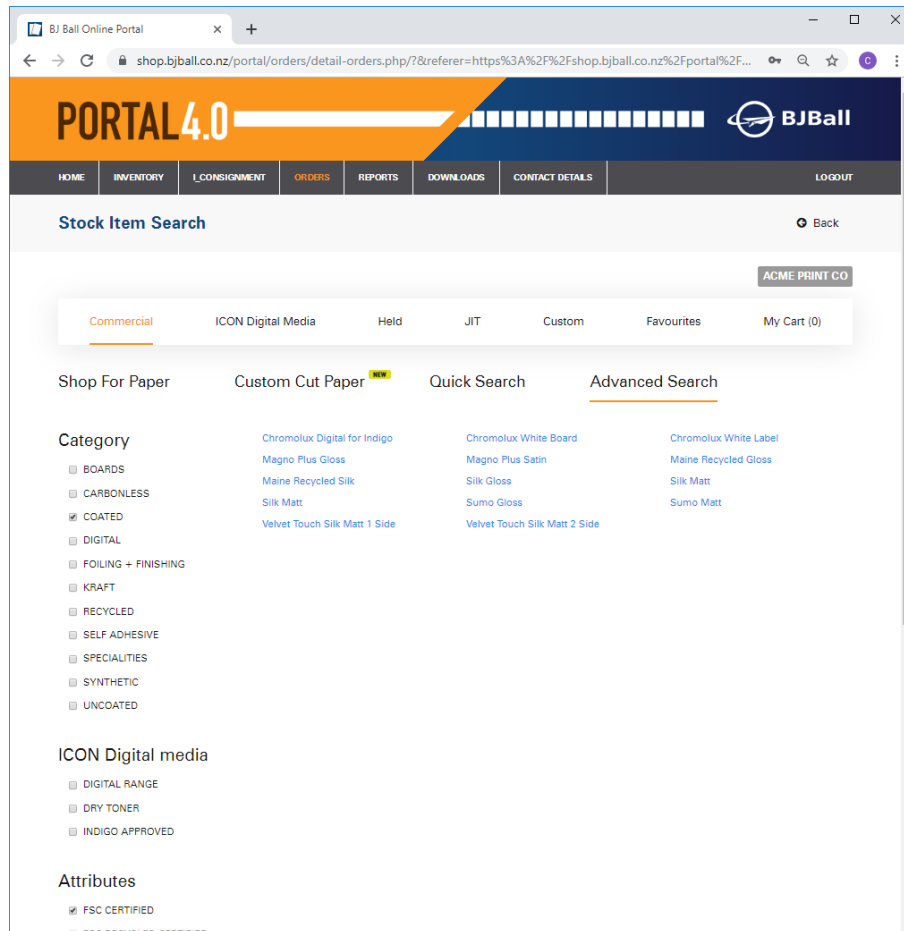 BJ Ball Online Portal
shop.bjball.co.nz/portal/orders/detail-orders.php/?&referer=https%3A%2F%2Fshop.bjball.co.nz%2Fportal%2F...
C
PORTAL4.0
BJBall
HOME INVENTORY I_CONSIGNMENT ORDERS REPORTS DOWNLOADS CONTACT DETAILS LOGOUT
Stock Item Search Back
ACME PRINT CO
Commercial ICON Digital Media Held JIT Custom Favourites My Cart (0)
Shop For Paper Custom Cut Paper NEW Quick Search Advanced Search
Category
BOARDS
CARBONLESS
COATED
DIGITAL
FOILING + FINISHING
KRAFT
RECYCLED
SELF ADHESIVE
SPECIALITIES
SYNTHETIC
UNCOATED
Chromolux Digital for Indigo Chromolux White Board Chromolux White Label
Magno Plus Gloss Magno Plus Satin Maine Recycled Gloss
Maine Recycled Silk Silk Gloss Silk Matt
Silk Matt Sumo Gloss Sumo Matt
Velvet Touch Silk Matt 1 Side Velvet Touch Silk Matt 2 Side
ICON Digital media
DIGITAL RANGE
DRY TONER
INDIGO APPROVED
Attributes
FSC CERTIFIED